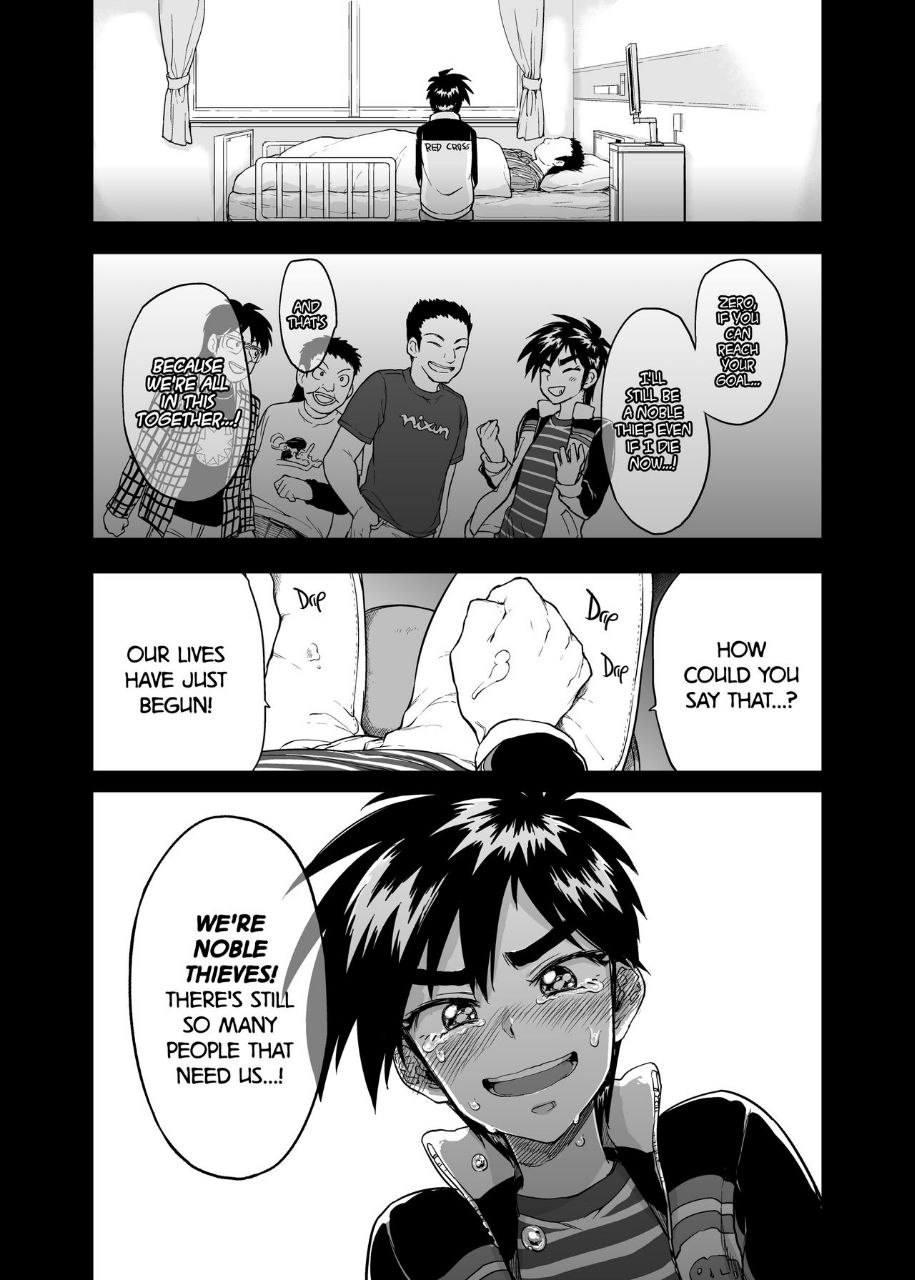 RED CROSS
ZERO,
IF YOU
CAN
REACH
YOUR
GOAL...
I'LL
STILL BE
A NOBLE
THIEF EVEN
IF I DIE
NOW...!
AND
THAT'S
BECAUSE
WE'RE ALL
IN THIS
TOGETHER...!
nixun
HOW
COULD YOU
SAY THAT...?
Drip
Drip
Drip
OUR LIVES
HAVE JUST
BEGUN!
WE'RE
NOBLE
THIEVES!
THERE'S STILL
SO MANY
PEOPLE THAT
NEED US...!